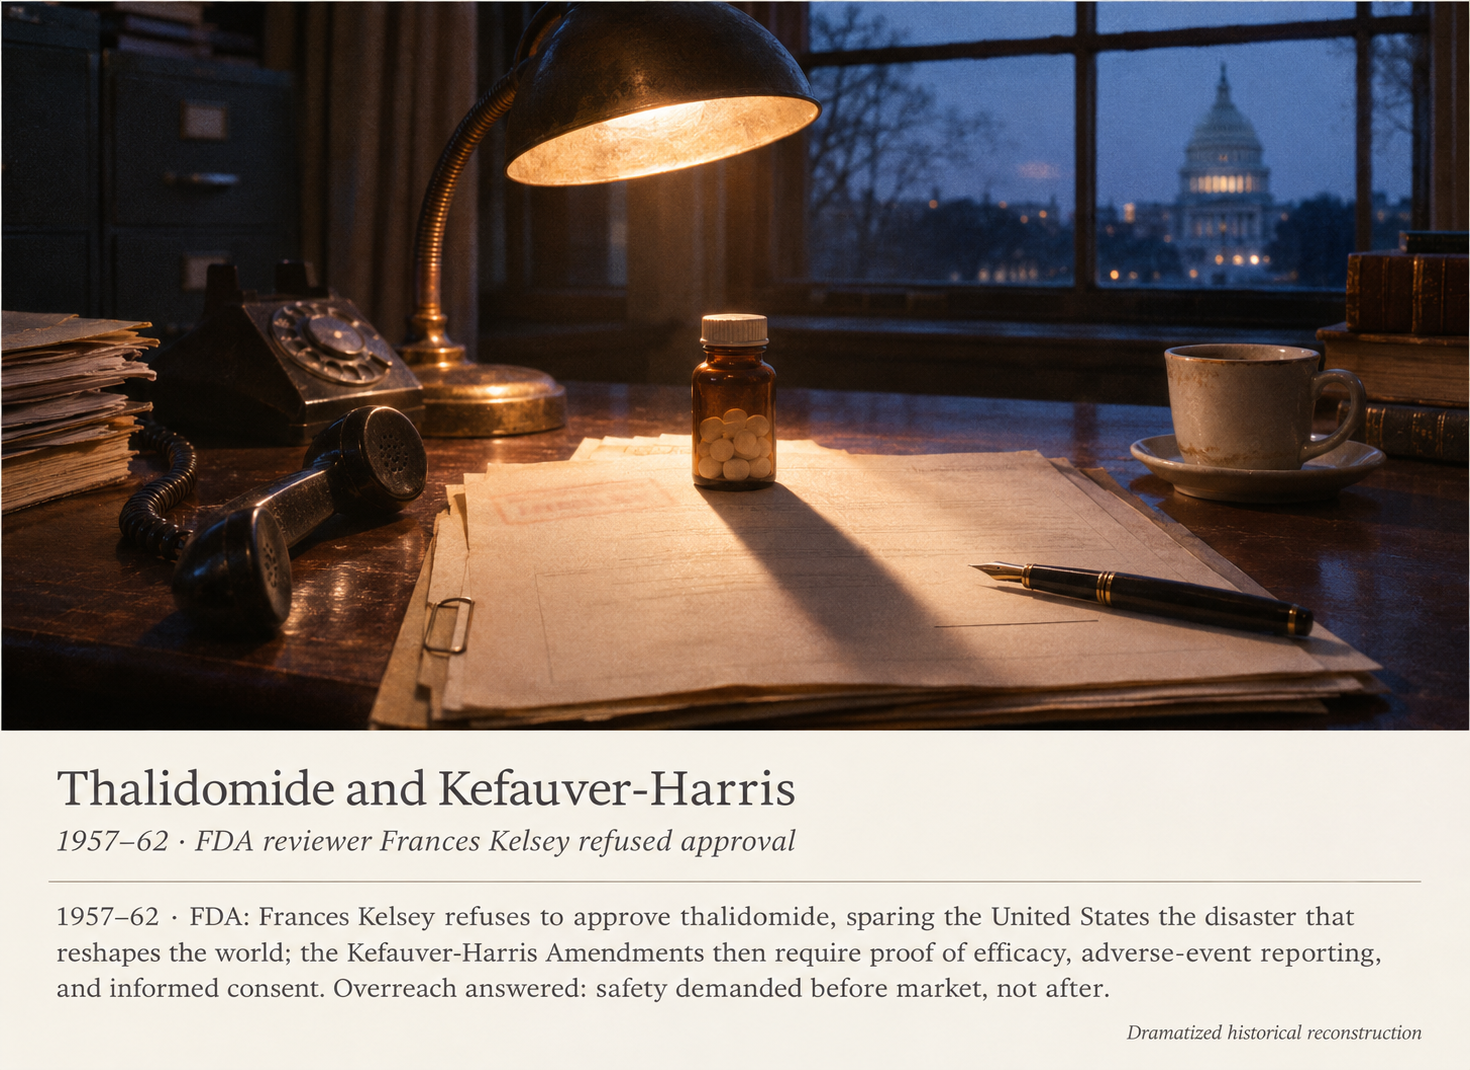 Thalidomide and Kefauver-Harris
1957–62 · FDA reviewer Frances Kelsey refused approval
1957–62 · FDA: Frances Kelsey refuses to approve thalidomide, sparing the United States the disaster that
reshapes the world; the Kefauver-Harris Amendments then require proof of efficacy, adverse-event reporting,
and informed consent. Overreach answered: safety demanded before market, not after.
Dramatized historical reconstruction